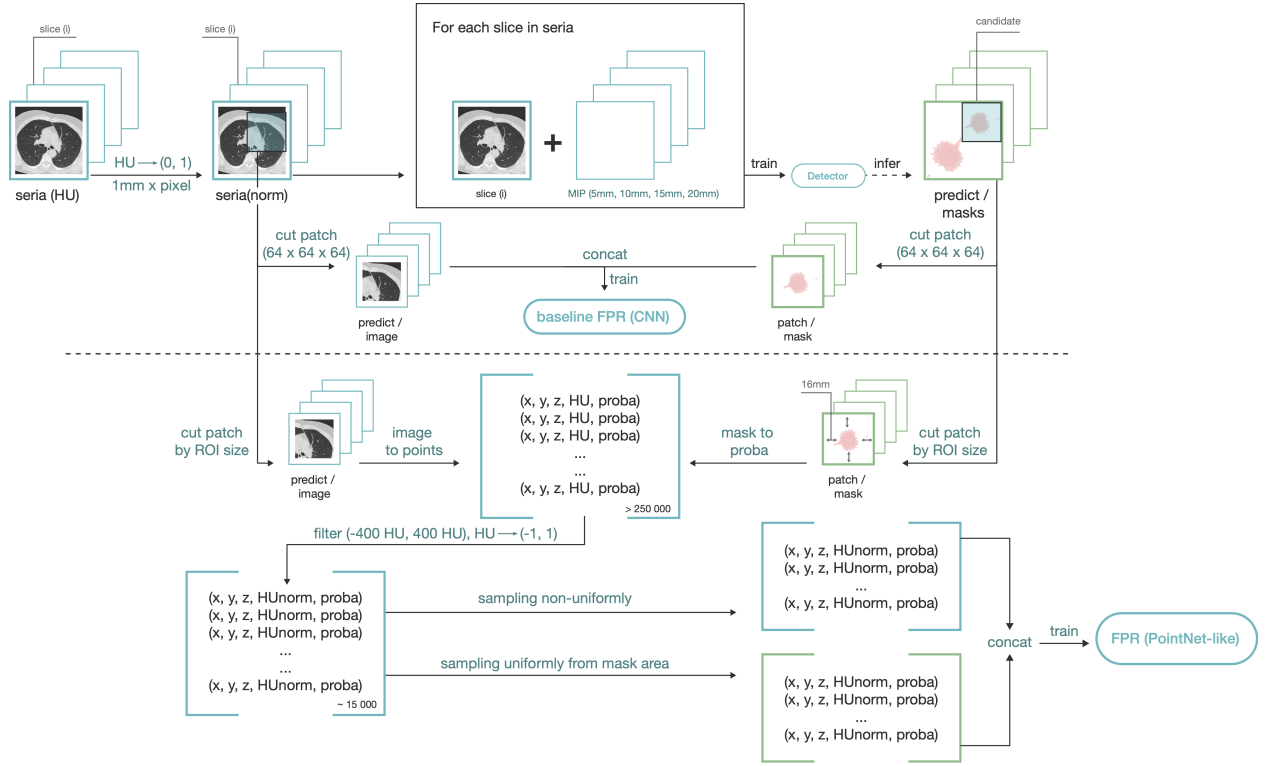 slice (i)
slice (i)
For each slice in seria
candidate
HU → (0, 1)
1mm x pixel
seria (HU)
seria(norm)
+
slice (i)
MIP (5mm, 10mm, 15mm, 20mm)
train
Detector
infer
predict /
masks
cut patch
(64 x 64 x 64)
predict /
image
concat
train
baseline FPR (CNN)
patch /
mask
cut patch
(64 x 64 x 64)
cut patch
by ROI size
predict /
image
image
to points
(x, y, z, HU, proba)
(x, y, z, HU, proba)
(x, y, z, HU, proba)
...
...
(x, y, z, HU, proba)
> 250 000
mask to
proba
16mm
patch /
mask
cut patch
by ROI size
filter (-400 HU, 400 HU), HU → (-1, 1)
(x, y, z, HUnorm, proba)
(x, y, z, HUnorm, proba)
(x, y, z, HUnorm, proba)
...
...
(x, y, z, HUnorm, proba)
~ 15 000
sampling non-uniformly
sampling uniformly from mask area
(x, y, z, HUnorm, proba)
(x, y, z, HUnorm, proba)
...
(x, y, z, HUnorm, proba)
(x, y, z, HUnorm, proba)
(x, y, z, HUnorm, proba)
...
(x, y, z, HUnorm, proba)
concat
train
FPR (PointNet-like)